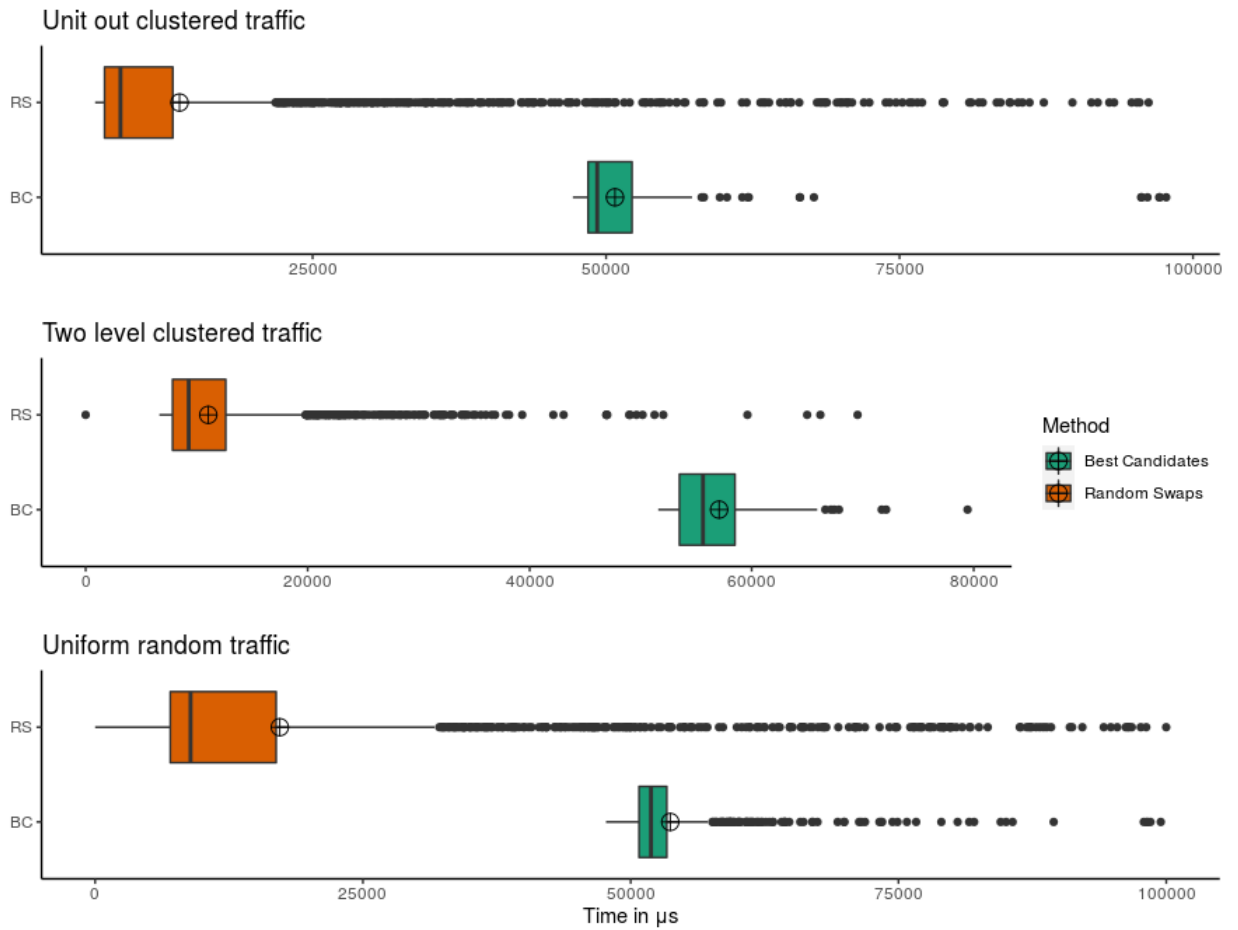 Unit out clustered traffic
RS
BC
25000 50000 75000 100000
Two level clustered traffic
RS
BC
0 20000 40000 60000 80000
Method
Best Candidates
Random Swaps
Uniform random traffic
RS
BC
0 25000 50000 75000 100000
Time in µs